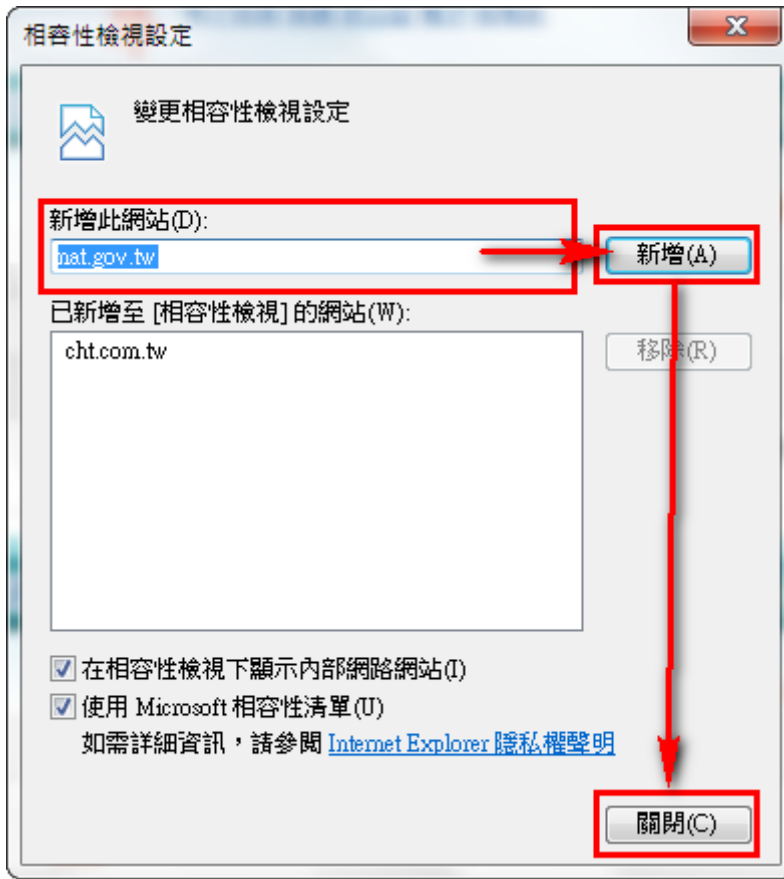 相容性檢視設定
變更相容性檢視設定
新增此網站(D):
nat.gov.tw
新增(A)
已新增至 [相容性檢視] 的網站(W):
cht.com.tw
移除(R)
在相容性檢視下顯示內部網路網站(I)
使用 Microsoft 相容性清單(U)
如需詳細資訊，請參閱 Internet Explorer 隱私權聲明
關閉(C)